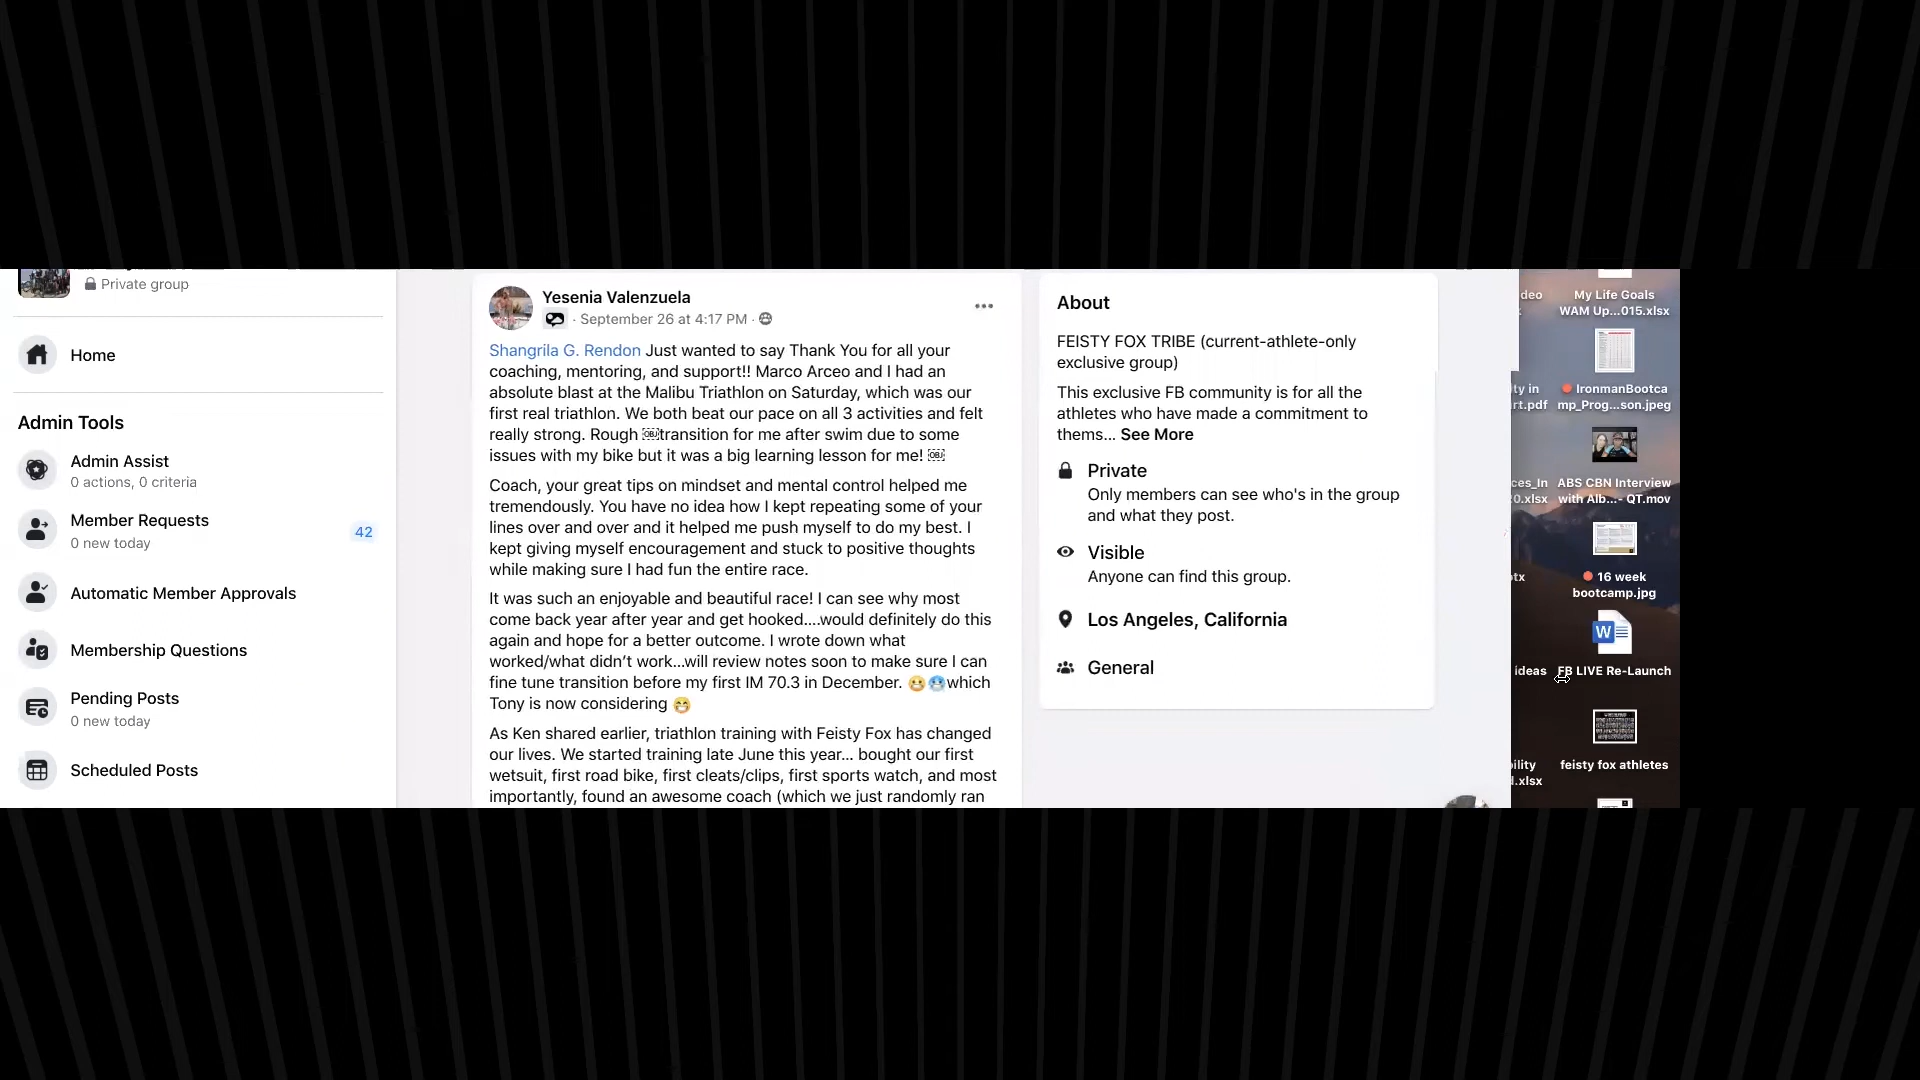 Private group
Home
Admin Tools
Admin Assist
0 actions, 0 criteria
Member Requests
0 new today
42
Automatic Member Approvals
Membership Questions
Pending Posts
0 new today
Scheduled Posts
Yesenia Valenzuela
· September 26 at 4:17 PM ·
Shangrila G. Rendon Just wanted to say Thank You for all your
coaching, mentoring, and support!! Marco Arceo and I had an
absolute blast at the Malibu Triathlon on Saturday, which was our
first real triathlon. We both beat our pace on all 3 activities and felt
really strong. Rough transition for me after swim due to some
issues with my bike but it was a big learning lesson for me!
Coach, your great tips on mindset and mental control helped me
tremendously. You have no idea how I kept repeating some of your
lines over and over and it helped me push myself to do my best. I
kept giving myself encouragement and stuck to positive thoughts
while making sure I had fun the entire race.
It was such an enjoyable and beautiful race! I can see why most
come back year after year and get hooked....would definitely do this
again and hope for a better outcome. I wrote down what
worked/what didn’t work...will review notes soon to make sure I can
fine tune transition before my first IM 70.3 in December. 😁🥶which
Tony is now considering 😁
As Ken shared earlier, triathlon training with Feisty Fox has changed
our lives. We started training late June this year... bought our first
wetsuit, first road bike, first cleats/clips, first sports watch, and most
importantly, found an awesome coach (which we just randomly ran
About
FEISTY FOX TRIBE (current-athlete-only
exclusive group)
This exclusive FB community is for all the
athletes who have made a commitment to
thems... See More
Private
Only members can see who's in the group
and what they post.
Visible
Anyone can find this group.
Los Angeles, California
General
deo
My Life Goals
WAM Up...015.xlsx
ty in
rt.pdf
IronmanBootca
mp_Prog...son.jpeg
ces_In
0.xlsx
ABS CBN Interview
with Alb...- QT.mov
otx
16 week
bootcamp.jpg
W
ideas
FB LIVE Re-Launch
bility
.xlsx
feisty fox athletes